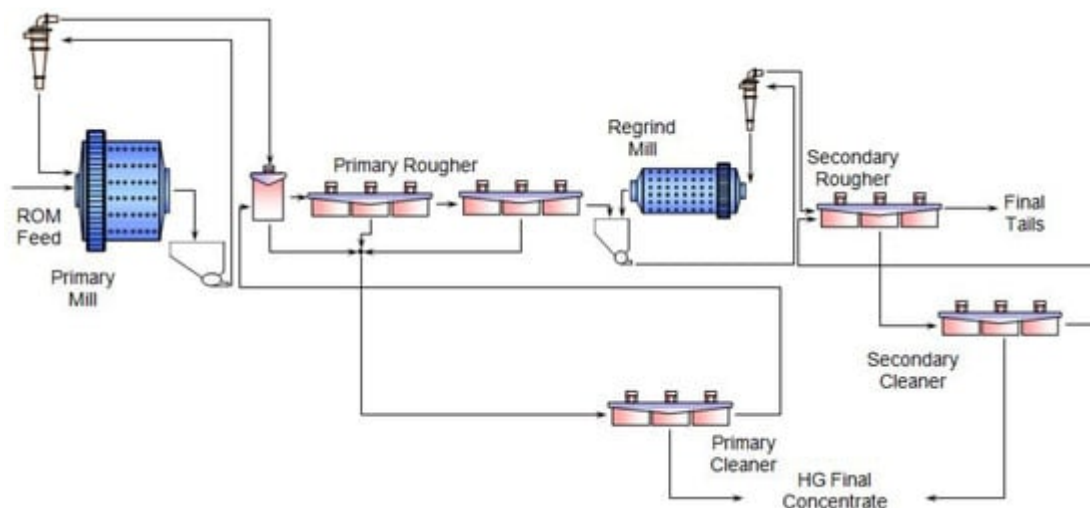 ROM
Feed
Primary
Mill
Primary Rougher
Regrind
Mill
Secondary
Rougher
Final
Tails
Secondary
Cleaner
Primary
Cleaner
HG Final
Concentrate